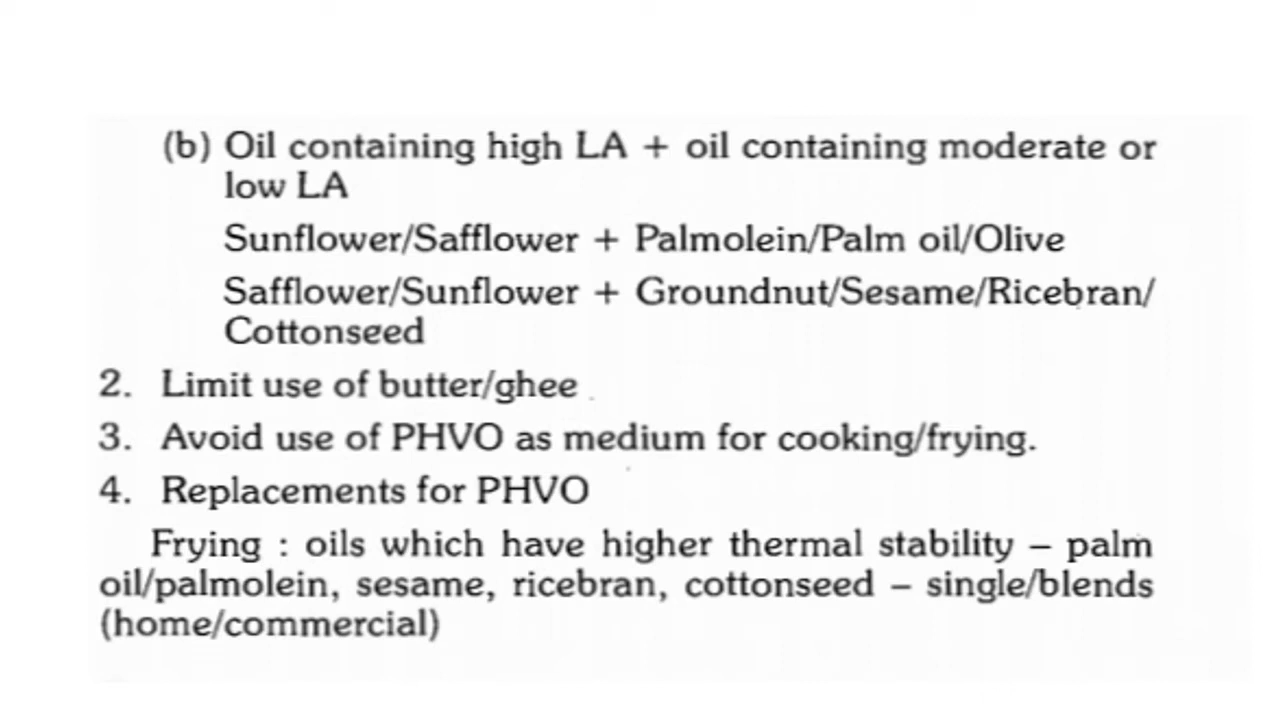 (b) Oil containing high LA + oil containing moderate or
low LA
Sunflower/Safflower + Palmolein/Palm oil/Olive
Safflower/Sunflower + Groundnut/Sesame/Ricebran/
Cottonseed
2. Limit use of butter/ghee
3. Avoid use of PHVO as medium for cooking/frying.
4. Replacements for PHVO
Frying : oils which have higher thermal stability – palm
oil/palmolein, sesame, ricebran, cottonseed – single/blends
(home/commercial)